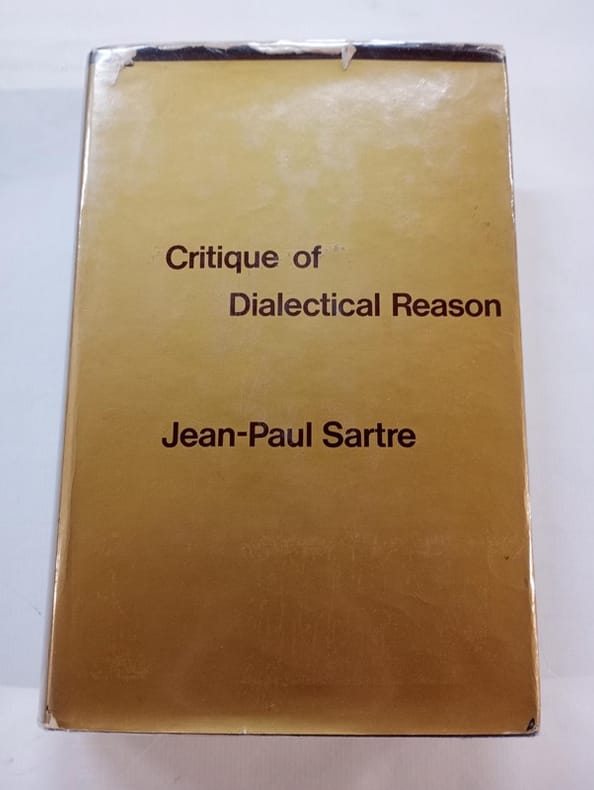 Critique of
Dialectical Reason
Jean-Paul Sartre